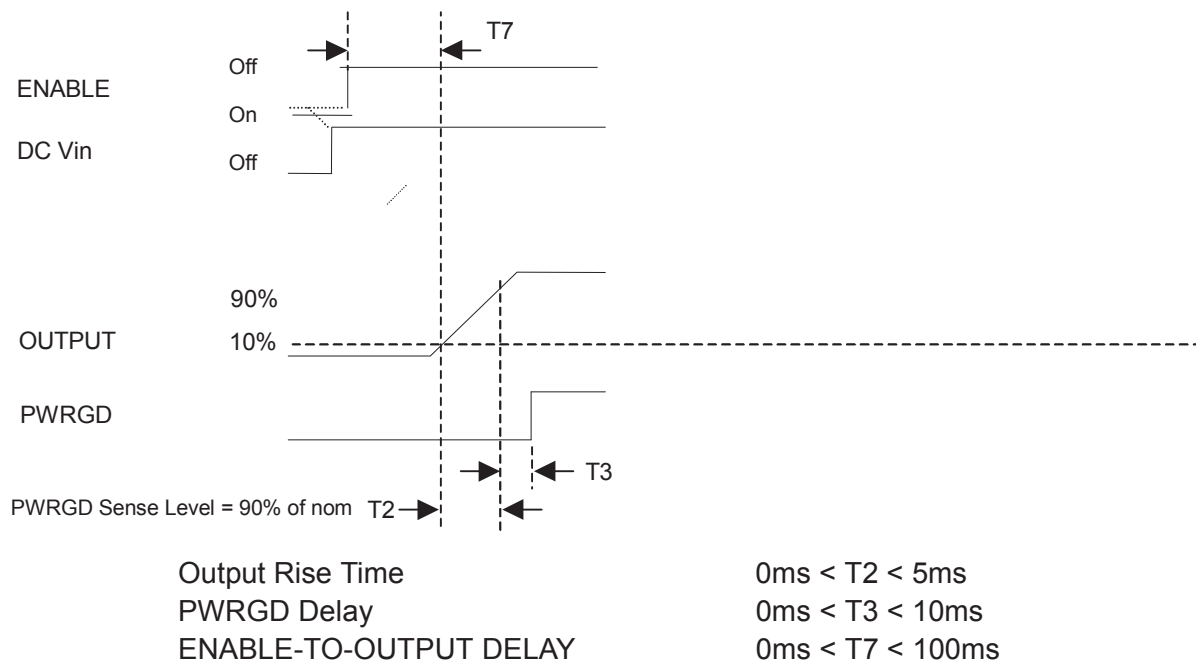 T7
Off
ENABLE
On
DC Vin
Off
90%
OUTPUT 10%
PWRGD
T3
PWRGD Sense Level = 90% of nom T2
Output Rise Time 0ms < T2 < 5ms
PWRGD Delay 0ms < T3 < 10ms
ENABLE-TO-OUTPUT DELAY 0ms < T7 < 100ms